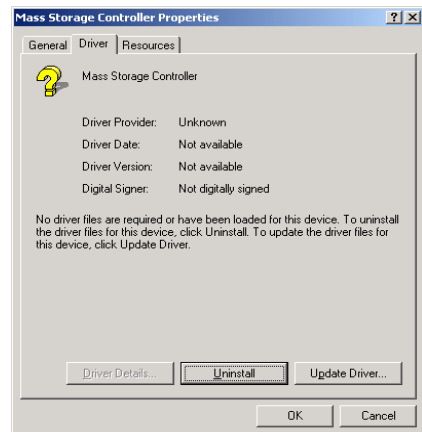 Mass Storage Controller Properties
General Driver Resources
Mass Storage Controller
Driver Provider: Unknown
Driver Date: Not available
Driver Version: Not available
Digital Signer: Not digitally signed
No driver files are required or have been loaded for this device. To uninstall
the driver files for this device, click Uninstall. To update the driver files for
this device, click Update Driver.
Driver Details... Uninstall Update Driver...
OK Cancel